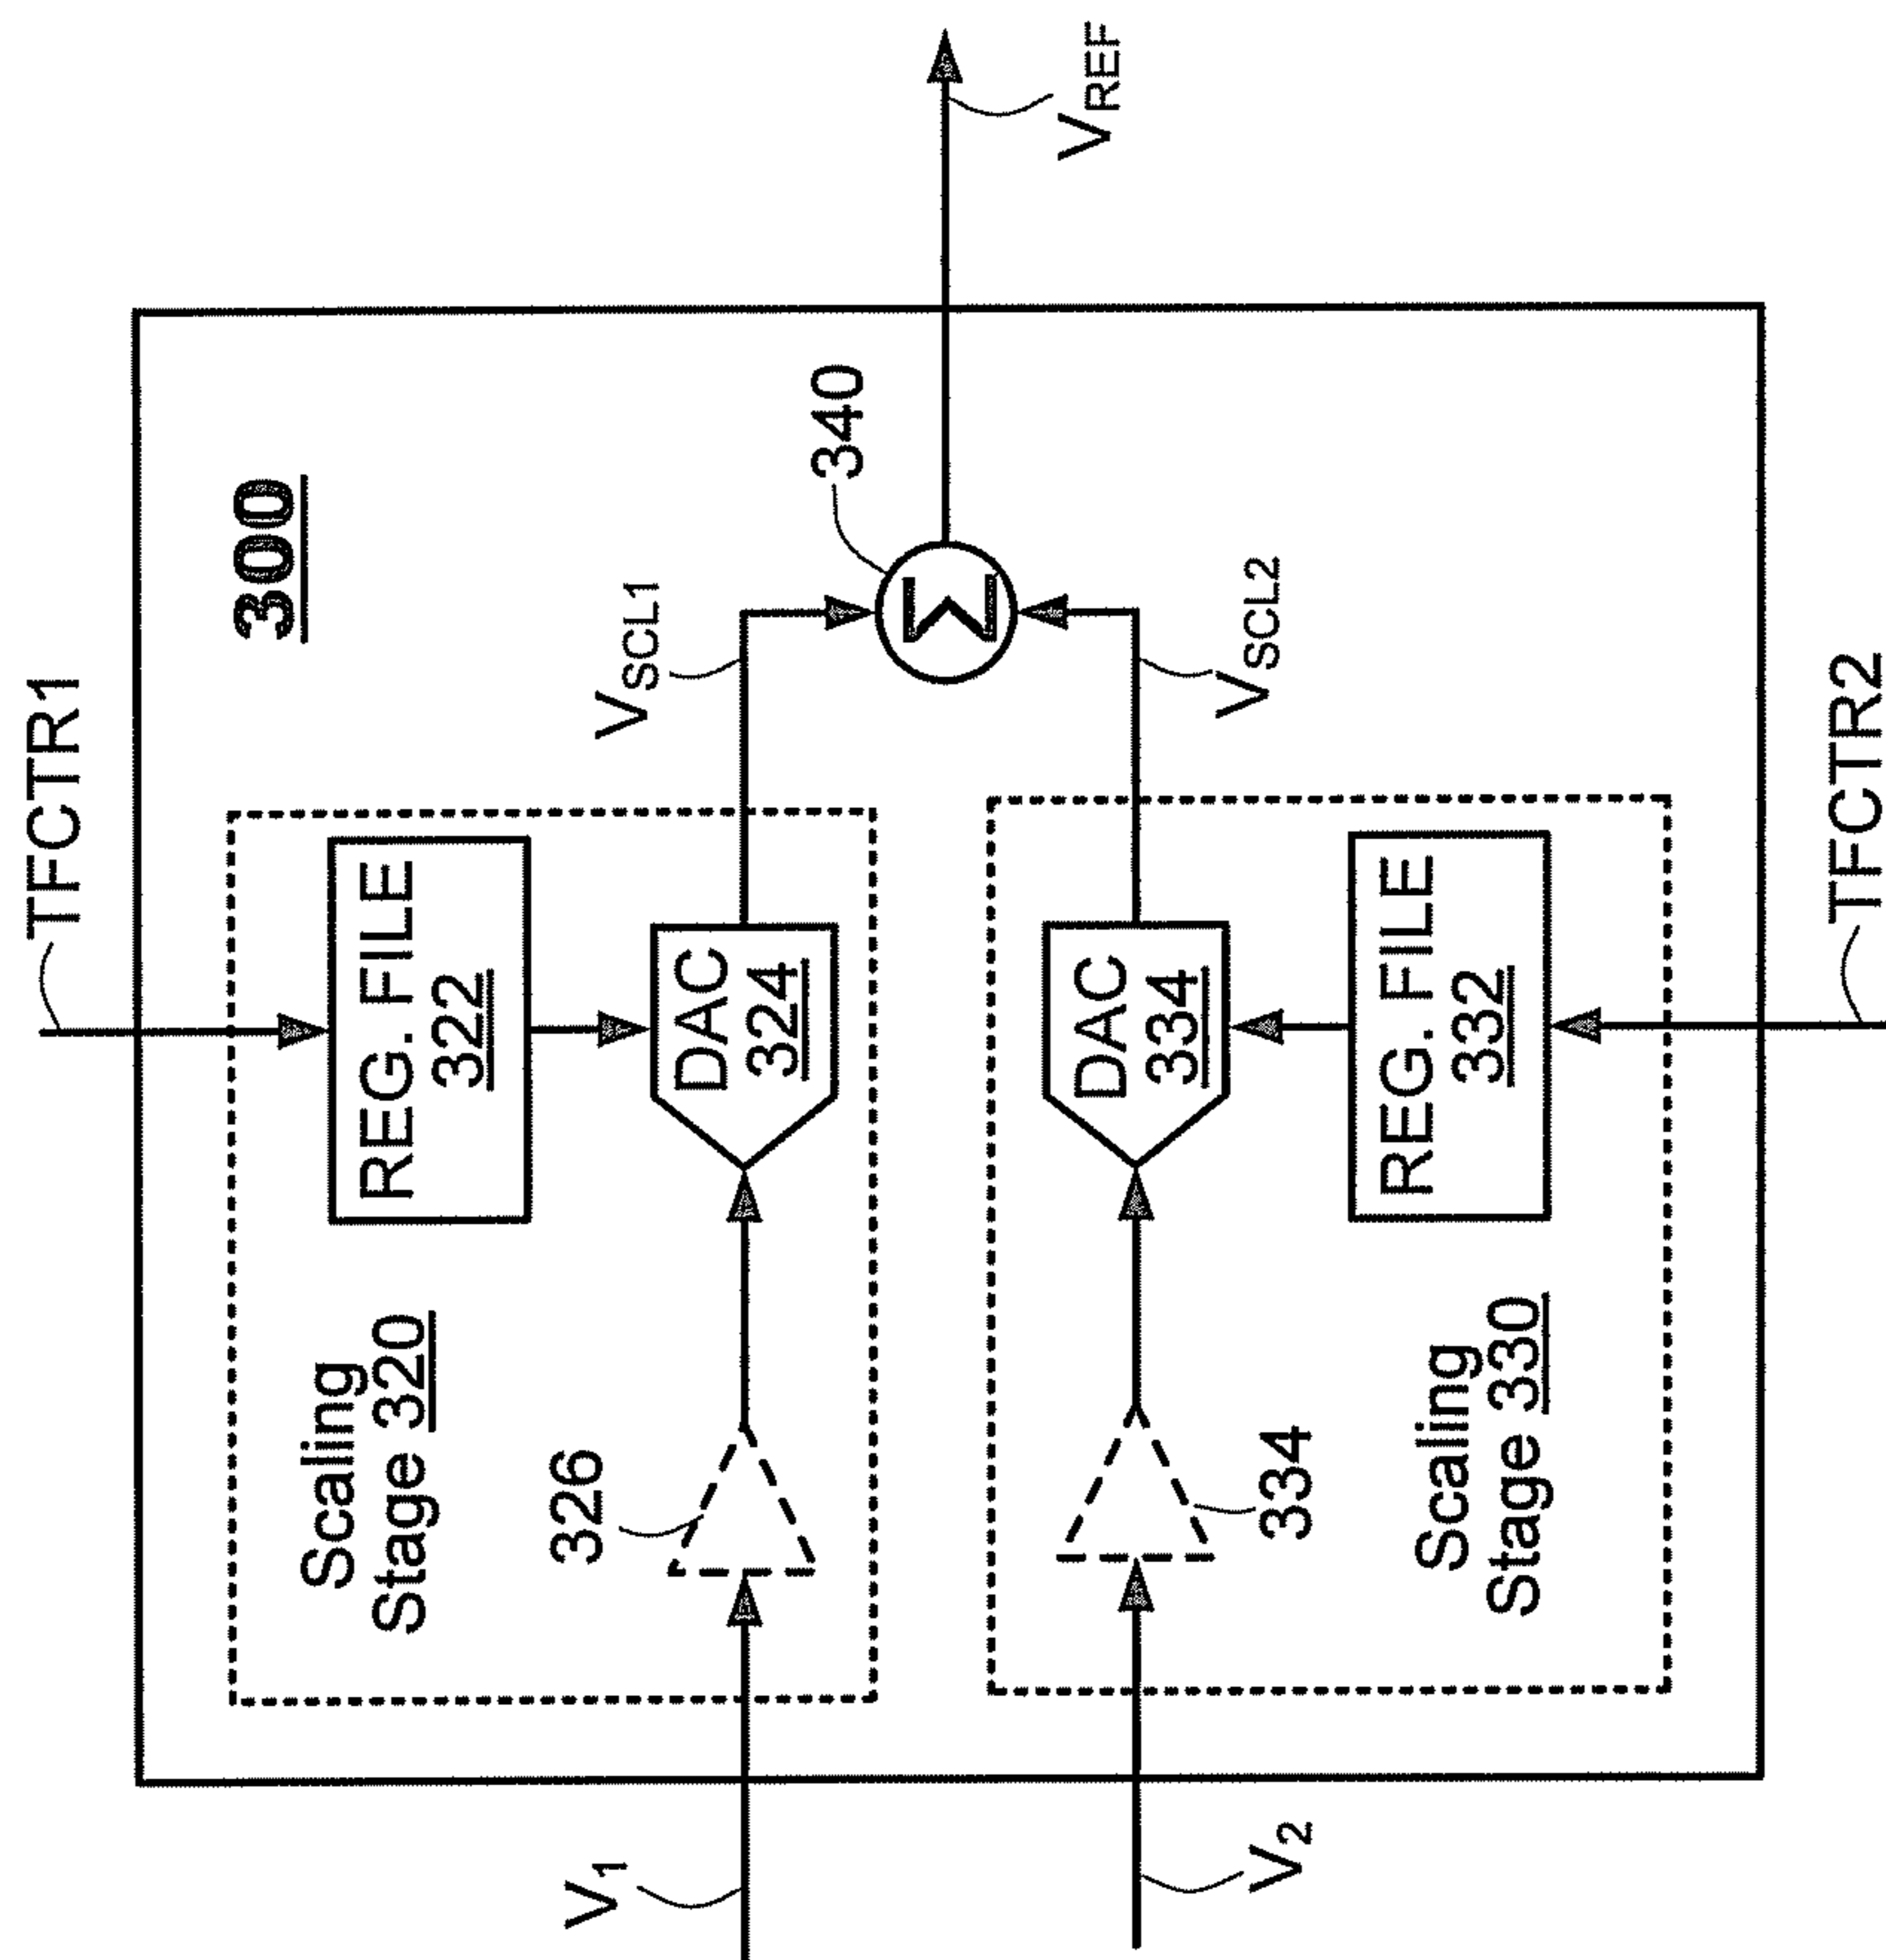 TFCTR1
300
Scaling
Stage 320
REG. FILE
322
326
DAC
324
V1
VSCL1
340
Σ
VREF
V2
VSCL2
334
DAC
334
REG. FILE
332
Scaling
Stage 330
TFCTR2